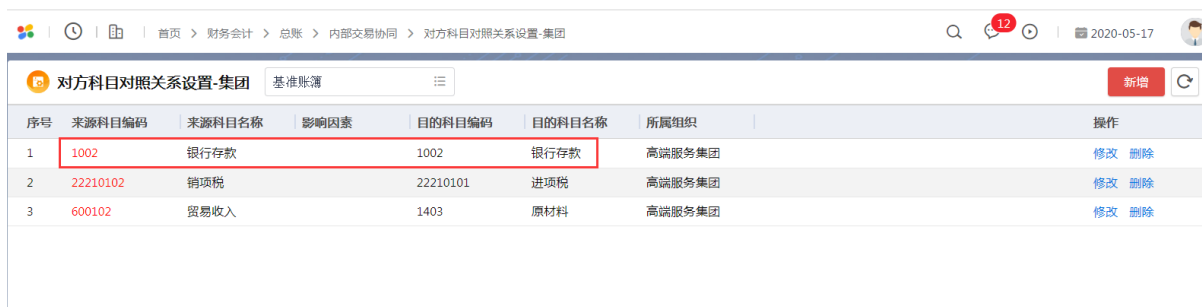 首页 > 财务会计 > 总账 > 内部交易协同 > 对方科目对照关系设置-集团 12 2020-05-17
对方科目对照关系设置-集团 基准账簿 新增
序号 来源科目编码 来源科目名称 影响因素 目的科目编码 目的科目名称 所属组织 操作
1 1002 银行存款 1002 银行存款 高端服务集团 修改 删除
2 22210102 销项税 22210101 进项税 高端服务集团 修改 删除
3 600102 贸易收入 1403 原材料 高端服务集团 修改 删除